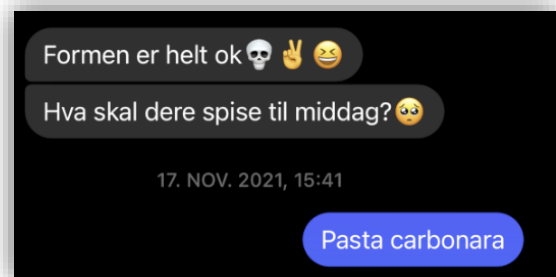 Formen er helt ok💀✌️😆
Hva skal dere spise til middag?🥺
17. NOV. 2021, 15:41
Pasta carbonara